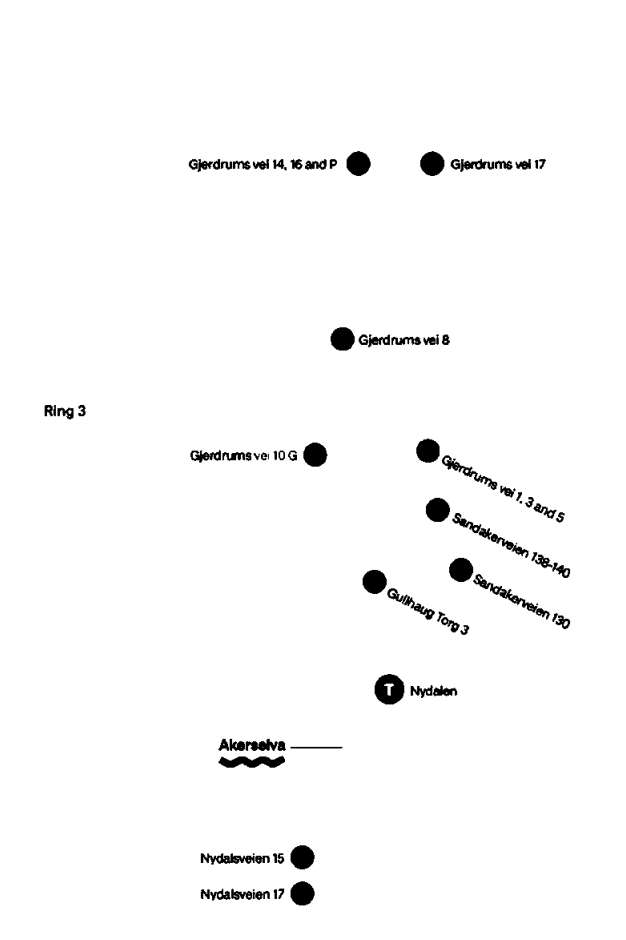 Gjerdrums vei 14, 16 and P
Gjerdrums vei 17
Gjerdrums vei 8
Ring 3
Gjerdrums vei 10 G
Gjerdrums vei 1, 3 and 5
Sandakerveien 138-140
Sandakerveien 130
Gullhaug Torg 3
T Nydalen
Akerselva
Nydalsveien 15
Nydalsveien 17